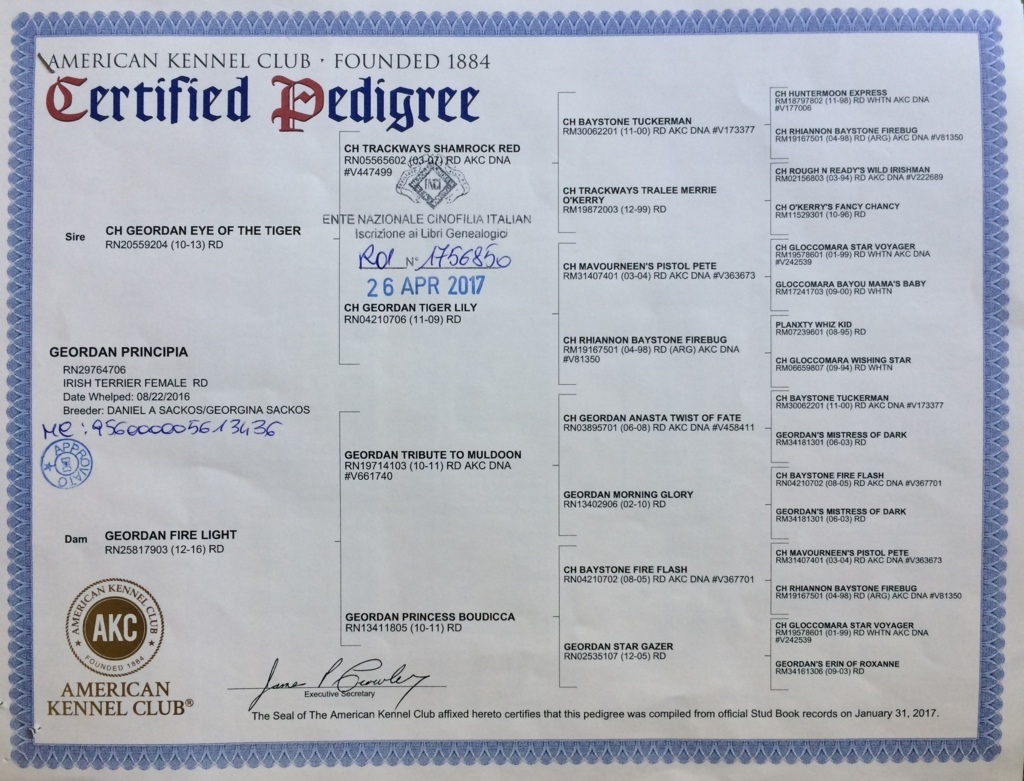 AMERICAN KENNEL CLUB · FOUNDED 1884
Certified Pedigree
CH TRACKWAYS SHAMROCK RED
RN05565602 (03-07) RD AKC DNA
#V447499
ENTE NAZIONALE CINOFILIA ITALIAN
Iscrizione ai Libri Genealogici
ROI N° 1756850
26 APR 2017
Sire
CH GEORDAN EYE OF THE TIGER
RN20559204 (10-13) RD
CH GEORDAN TIGER LILY
RN04210706 (11-09) RD
GEORDAN PRINCIPIA
RN29764706
IRISH TERRIER FEMALE RD
Date Whelped: 08/22/2016
Breeder: DANIEL A SACKOS/GEORGINA SACKOS
MC: 956000005613436
APPROVATO
GEORDAN TRIBUTE TO MULDOON
RN19714103 (10-11) RD AKC DNA
#V661740
Dam
GEORDAN FIRE LIGHT
RN25817903 (12-16) RD
GEORDAN PRINCESS BOUDICCA
RN13411805 (10-11) RD
CH BAYSTONE TUCKERMAN
RM30062201 (11-00) RD AKC DNA #V173377
CH TRACKWAYS TRALEE MERRIE
O'KERRY
RM19872003 (12-99) RD
CH MAVOURNEEN'S PISTOL PETE
RM31407401 (03-04) RD AKC DNA #V363673
CH RHIANNON BAYSTONE FIREBUG
RM19167501 (04-98) RD (ARG) AKC DNA
#V81350
CH GEORDAN ANASTA TWIST OF FATE
RN03895701 (06-08) RD AKC DNA #V458411
GEORDAN MORNING GLORY
RN13402906 (02-10) RD
CH BAYSTONE FIRE FLASH
RN04210702 (08-05) RD AKC DNA #V367701
GEORDAN STAR GAZER
RN02535107 (12-05) RD
CH HUNTERMOON EXPRESS
RM18797802 (11-98) RD WHTN AKC DNA
#V177006
CH RHIANNON BAYSTONE FIREBUG
RM19167501 (04-98) RD (ARG) AKC DNA #V81350
CH ROUGH N READY'S WILD IRISHMAN
RM02156803 (03-94) RD AKC DNA #V222689
CH O'KERRY'S FANCY CHANCY
RM11529301 (10-96) RD
CH GLOCCOMARA STAR VOYAGER
RM19578601 (01-99) RD WHTN AKC DNA
#V242539
GLOCCOMARA BAYOU MAMA'S BABY
RM17241703 (09-00) RD WHTN
PLANXTY WHIZ KID
RM07239601 (08-95) RD
CH GLOCCOMARA WISHING STAR
RM06659807 (09-94) RD WHTN
CH BAYSTONE TUCKERMAN
RM30062201 (11-00) RD AKC DNA #V173377
GEORDAN'S MISTRESS OF DARK
RM34181301 (06-03) RD
CH BAYSTONE FIRE FLASH
RN04210702 (08-05) RD AKC DNA #V367701
GEORDAN'S MISTRESS OF DARK
RM34181301 (06-03) RD
CH MAVOURNEEN'S PISTOL PETE
RM31407401 (03-04) RD AKC DNA #V363673
CH RHIANNON BAYSTONE FIREBUG
RM19167501 (04-98) RD (ARG) AKC DNA #V81350
CH GLOCCOMARA STAR VOYAGER
RM19578601 (01-99) RD WHTN AKC DNA
#V242539
GEORDAN'S ERIN OF ROXANNE
RM34161306 (09-03) RD
AMERICAN KENNEL CLUB
AKC
FOUNDED 1884
AMERICAN
KENNEL CLUB®
James P Crowley
Executive Secretary
The Seal of The American Kennel Club affixed hereto certifies that this pedigree was compiled from official Stud Book records on January 31, 2017.